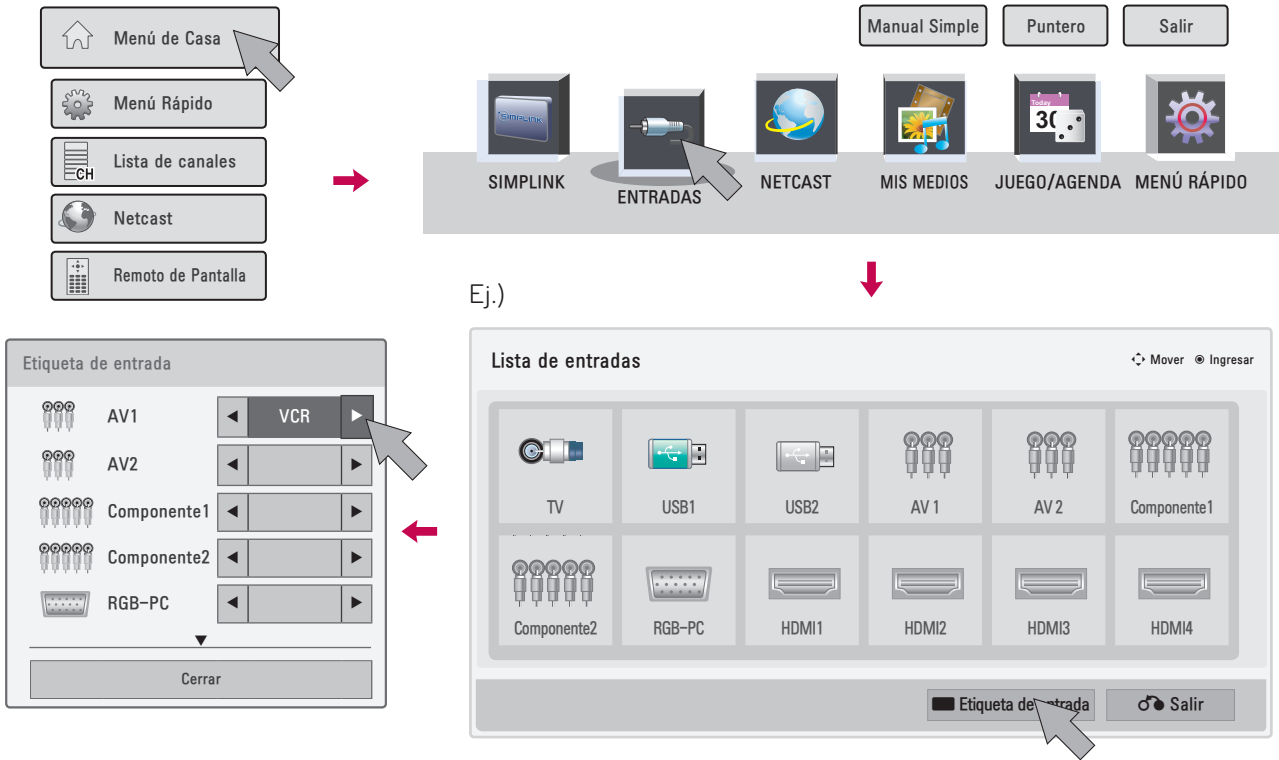 Menú de Casa
Menú Rápido
CH
Lista de canales
Netcast
Remoto de Pantalla
Manual Simple
Puntero
Salir
SIMPLINK
Today
30
SIMPLINK
ENTRADAS
NETCAST
MIS MEDIOS
JUEGO/AGENDA
MENÚ RÁPIDO
Ej.)
Lista de entradas
Mover
Ingresar
TV
USB1
USB2
AV 1
AV 2
Componente1
Componente2
RGB-PC
HDMI1
HDMI2
HDMI3
HDMI4
Etiqueta de entrada
Salir
Etiqueta de entrada
AV1
VCR
AV2
Componente1
Componente2
RGB-PC
Cerrar